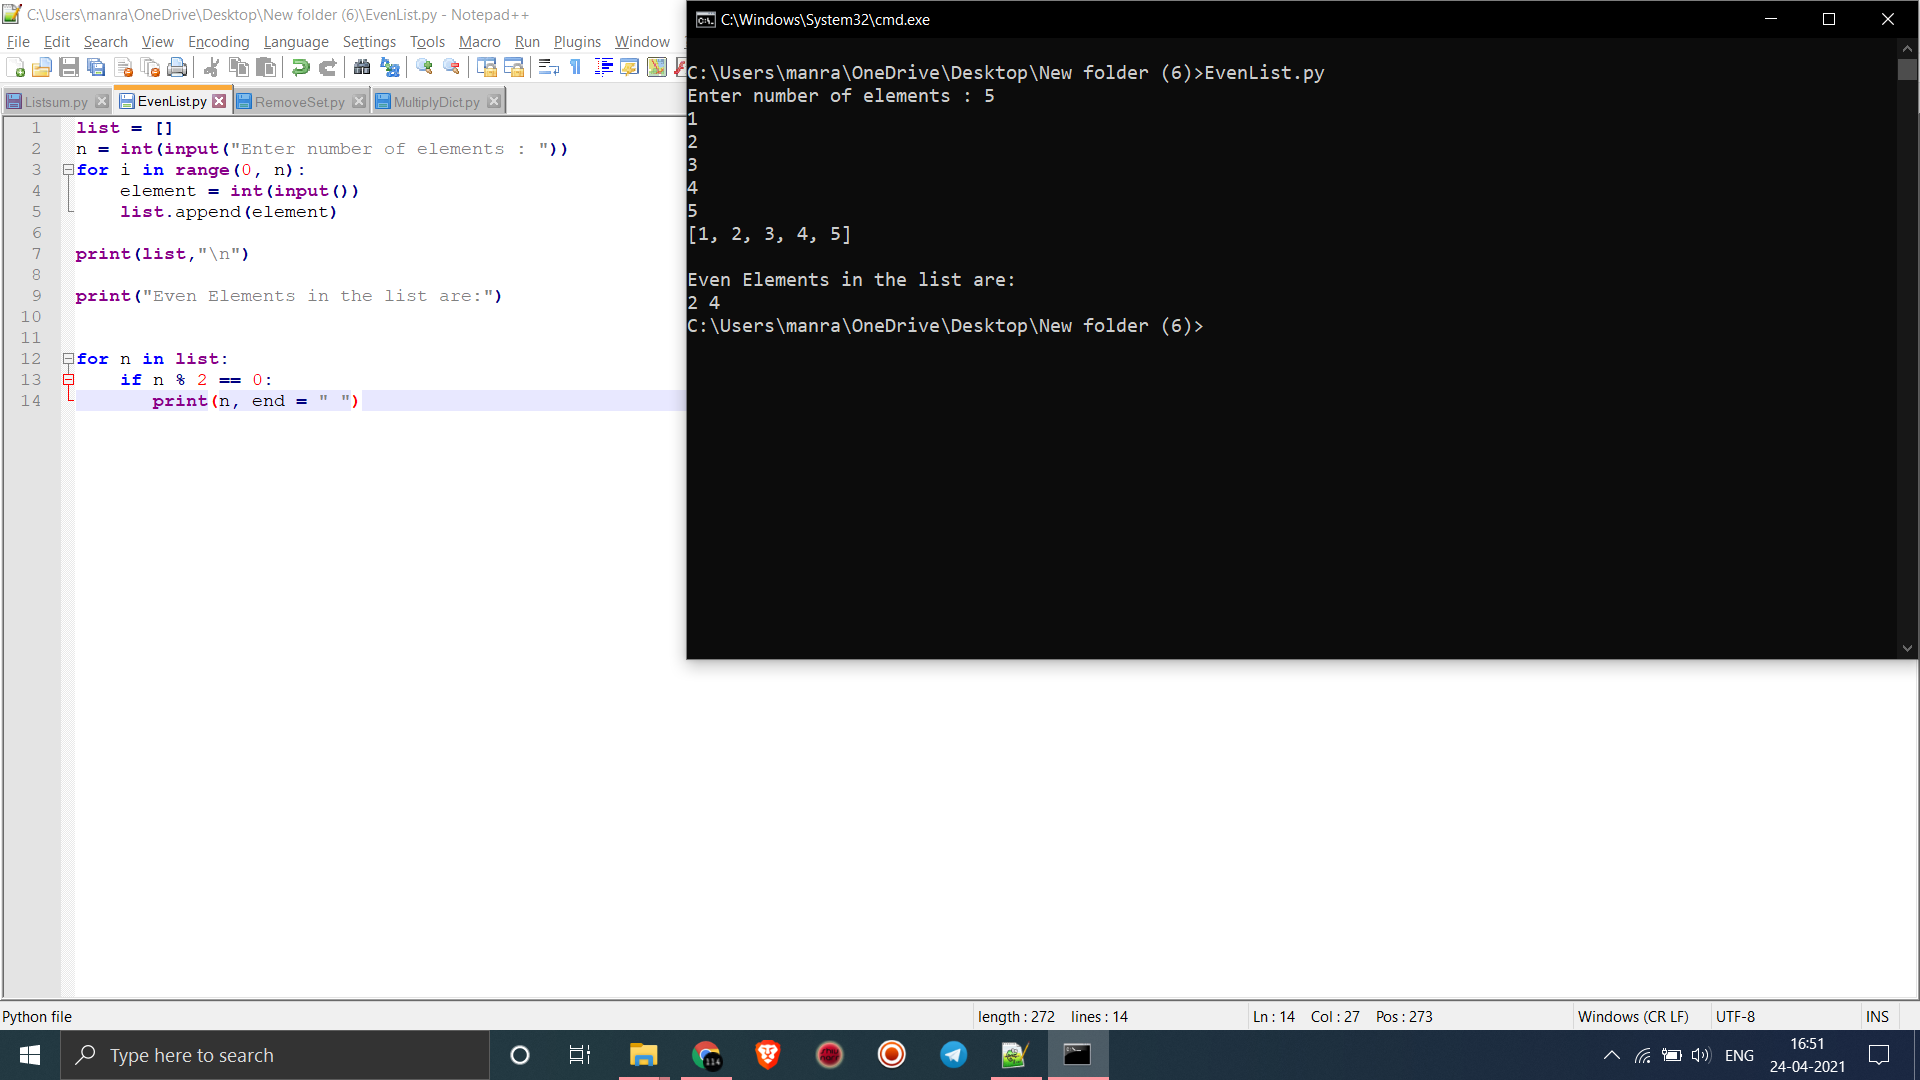 C:\Users\manra\OneDrive\Desktop\New folder (6)\EvenList.py - Notepad++
File Edit Search View Encoding Language Settings Tools Macro Run Plugins Window
Listsum.py EvenList.py RemoveSet.py MultiplyDict.py
1 list = []
2 n = int(input("Enter number of elements : "))
3 for i in range(0, n):
4     element = int(input())
5     list.append(element)
6
7 print(list,"\n")
8
9 print("Even Elements in the list are:")
10
11
12 for n in list:
13     if n % 2 == 0:
14        print(n, end = " ")
C:\Windows\System32\cmd.exe
C:\Users\manra\OneDrive\Desktop\New folder (6)>EvenList.py
Enter number of elements : 5
1
2
3
4
5
[1, 2, 3, 4, 5]
Even Elements in the list are:
2 4
C:\Users\manra\OneDrive\Desktop\New folder (6)>
Python file length : 272 lines : 14 Ln : 14 Col : 27 Pos : 273 Windows (CR LF) UTF-8 INS
Type here to search
114
ENG
16:51
24-04-2021